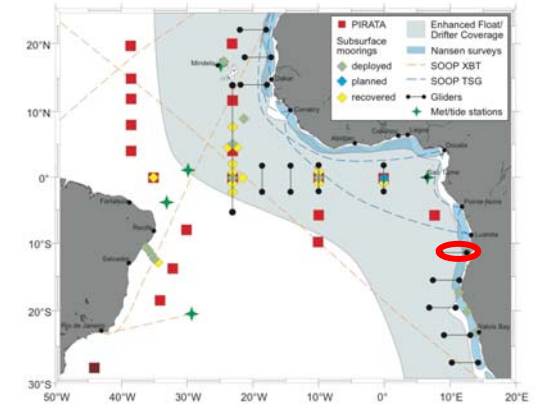 20°N
10°N
0°
10°S
20°S
30°S
50°W
40°W
30°W
20°W
10°W
0°
10°E
20°E
PIRATA
Subsurface
moorings
deployed
planned
recovered
Enhanced Float/
Drifter Coverage
Nansen surveys
SOOP XBT
SOOP TSG
Gliders
Met/tide stations
Mindelo
Dakar
Conakry
Abidjan
Lagos
Douala
Sao Tome
Pointe Noire
Luanda
Walvis Bay
Fortaleza
Recife
Salvador
Rio de Janeiro